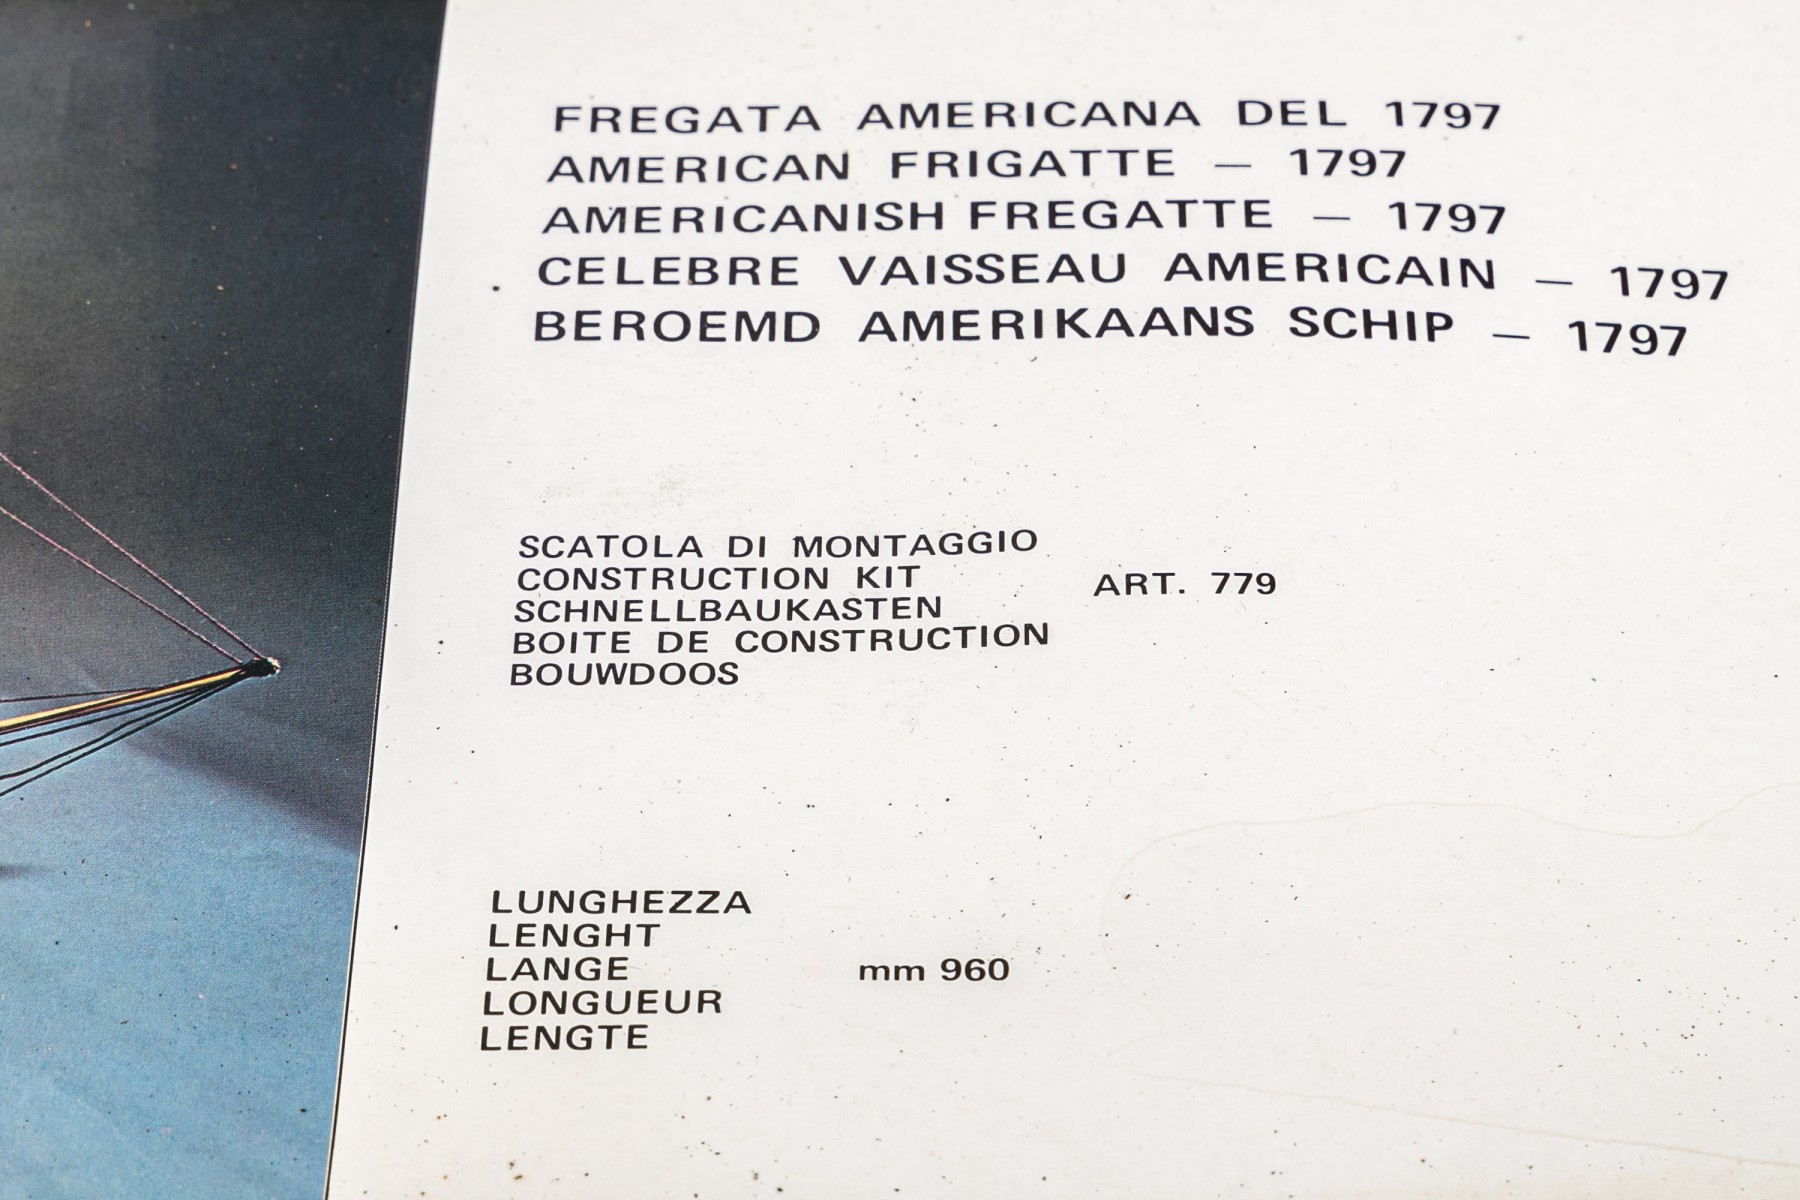 FREGATA AMERICANA DEL 1797
AMERICAN FRIGATTE — 1797
AMERICANISH FREGATTE — 1797
CELEBRE VAISSEAU AMERICAIN — 1797
BEROEMD AMERIKAANS SCHIP — 1797
SCATOLA DI MONTAGGIO
CONSTRUCTION KIT
SCHNELLBAUKASTEN
BOITE DE CONSTRUCTION
BOUWDOOS
ART. 779
LUNGHEZZA
LENGHT
LANGE
LONGUEUR
LENGTE
mm 960